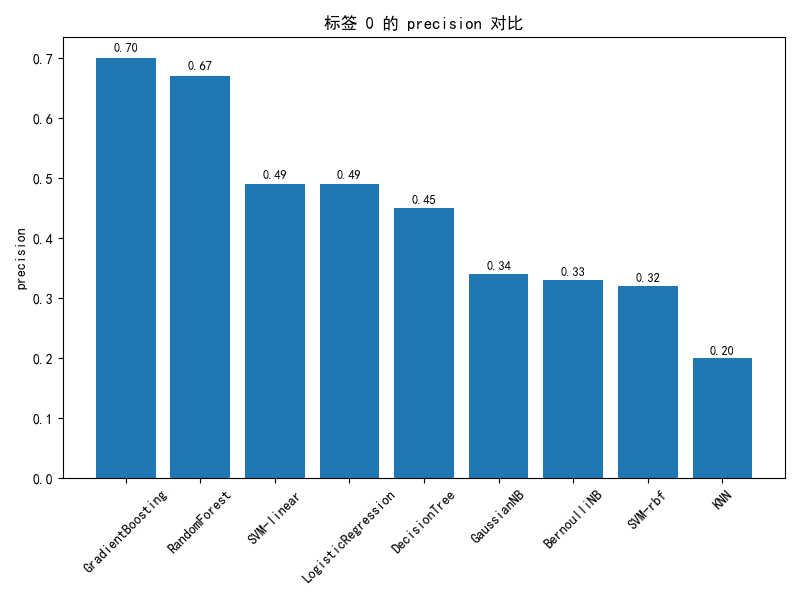 标签 0 的 precision 对比
precision
0.7
0.6
0.5
0.4
0.3
0.2
0.1
0.0
0.70
0.67
0.49
0.49
0.45
0.34
0.33
0.32
0.20
GradientBoosting
RandomForest
SVM-linear
LogisticRegression
DecisionTree
GaussianNB
BernoulliNB
SVM-rbf
KNN